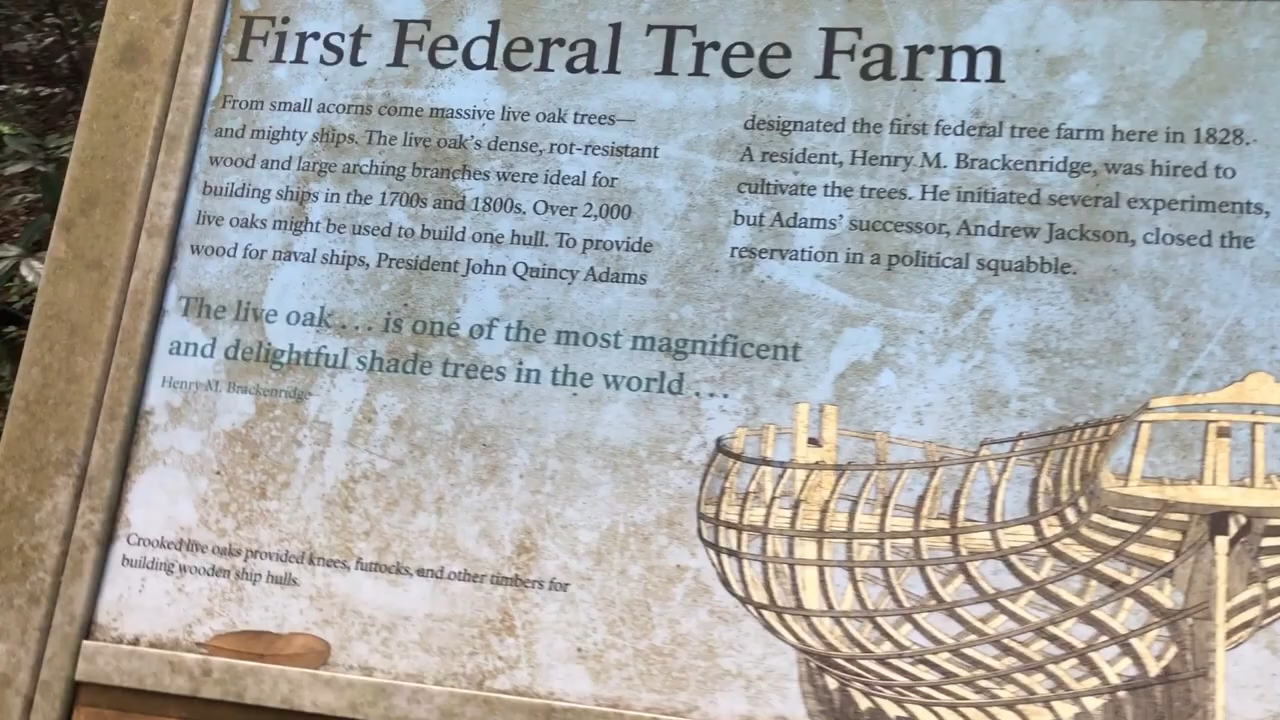 First Federal Tree Farm
From small acorns come massive live oak trees—
and mighty ships. The live oak's dense, rot-resistant
wood and large arching branches were ideal for
building ships in the 1700s and 1800s. Over 2,000
live oaks might be used to build one hull. To provide
wood for naval ships, President John Quincy Adams
designated the first federal tree farm here in 1828.
A resident, Henry M. Brackenridge, was hired to
cultivate the trees. He initiated several experiments,
but Adams' successor, Andrew Jackson, closed the
reservation in a political squabble.
The live oak . . . is one of the most magnificent
and delightful shade trees in the world . . .
Henry M. Brackenridge
Crooked live oaks provided knees, futtocks, and other timbers for
building wooden ship hulls.